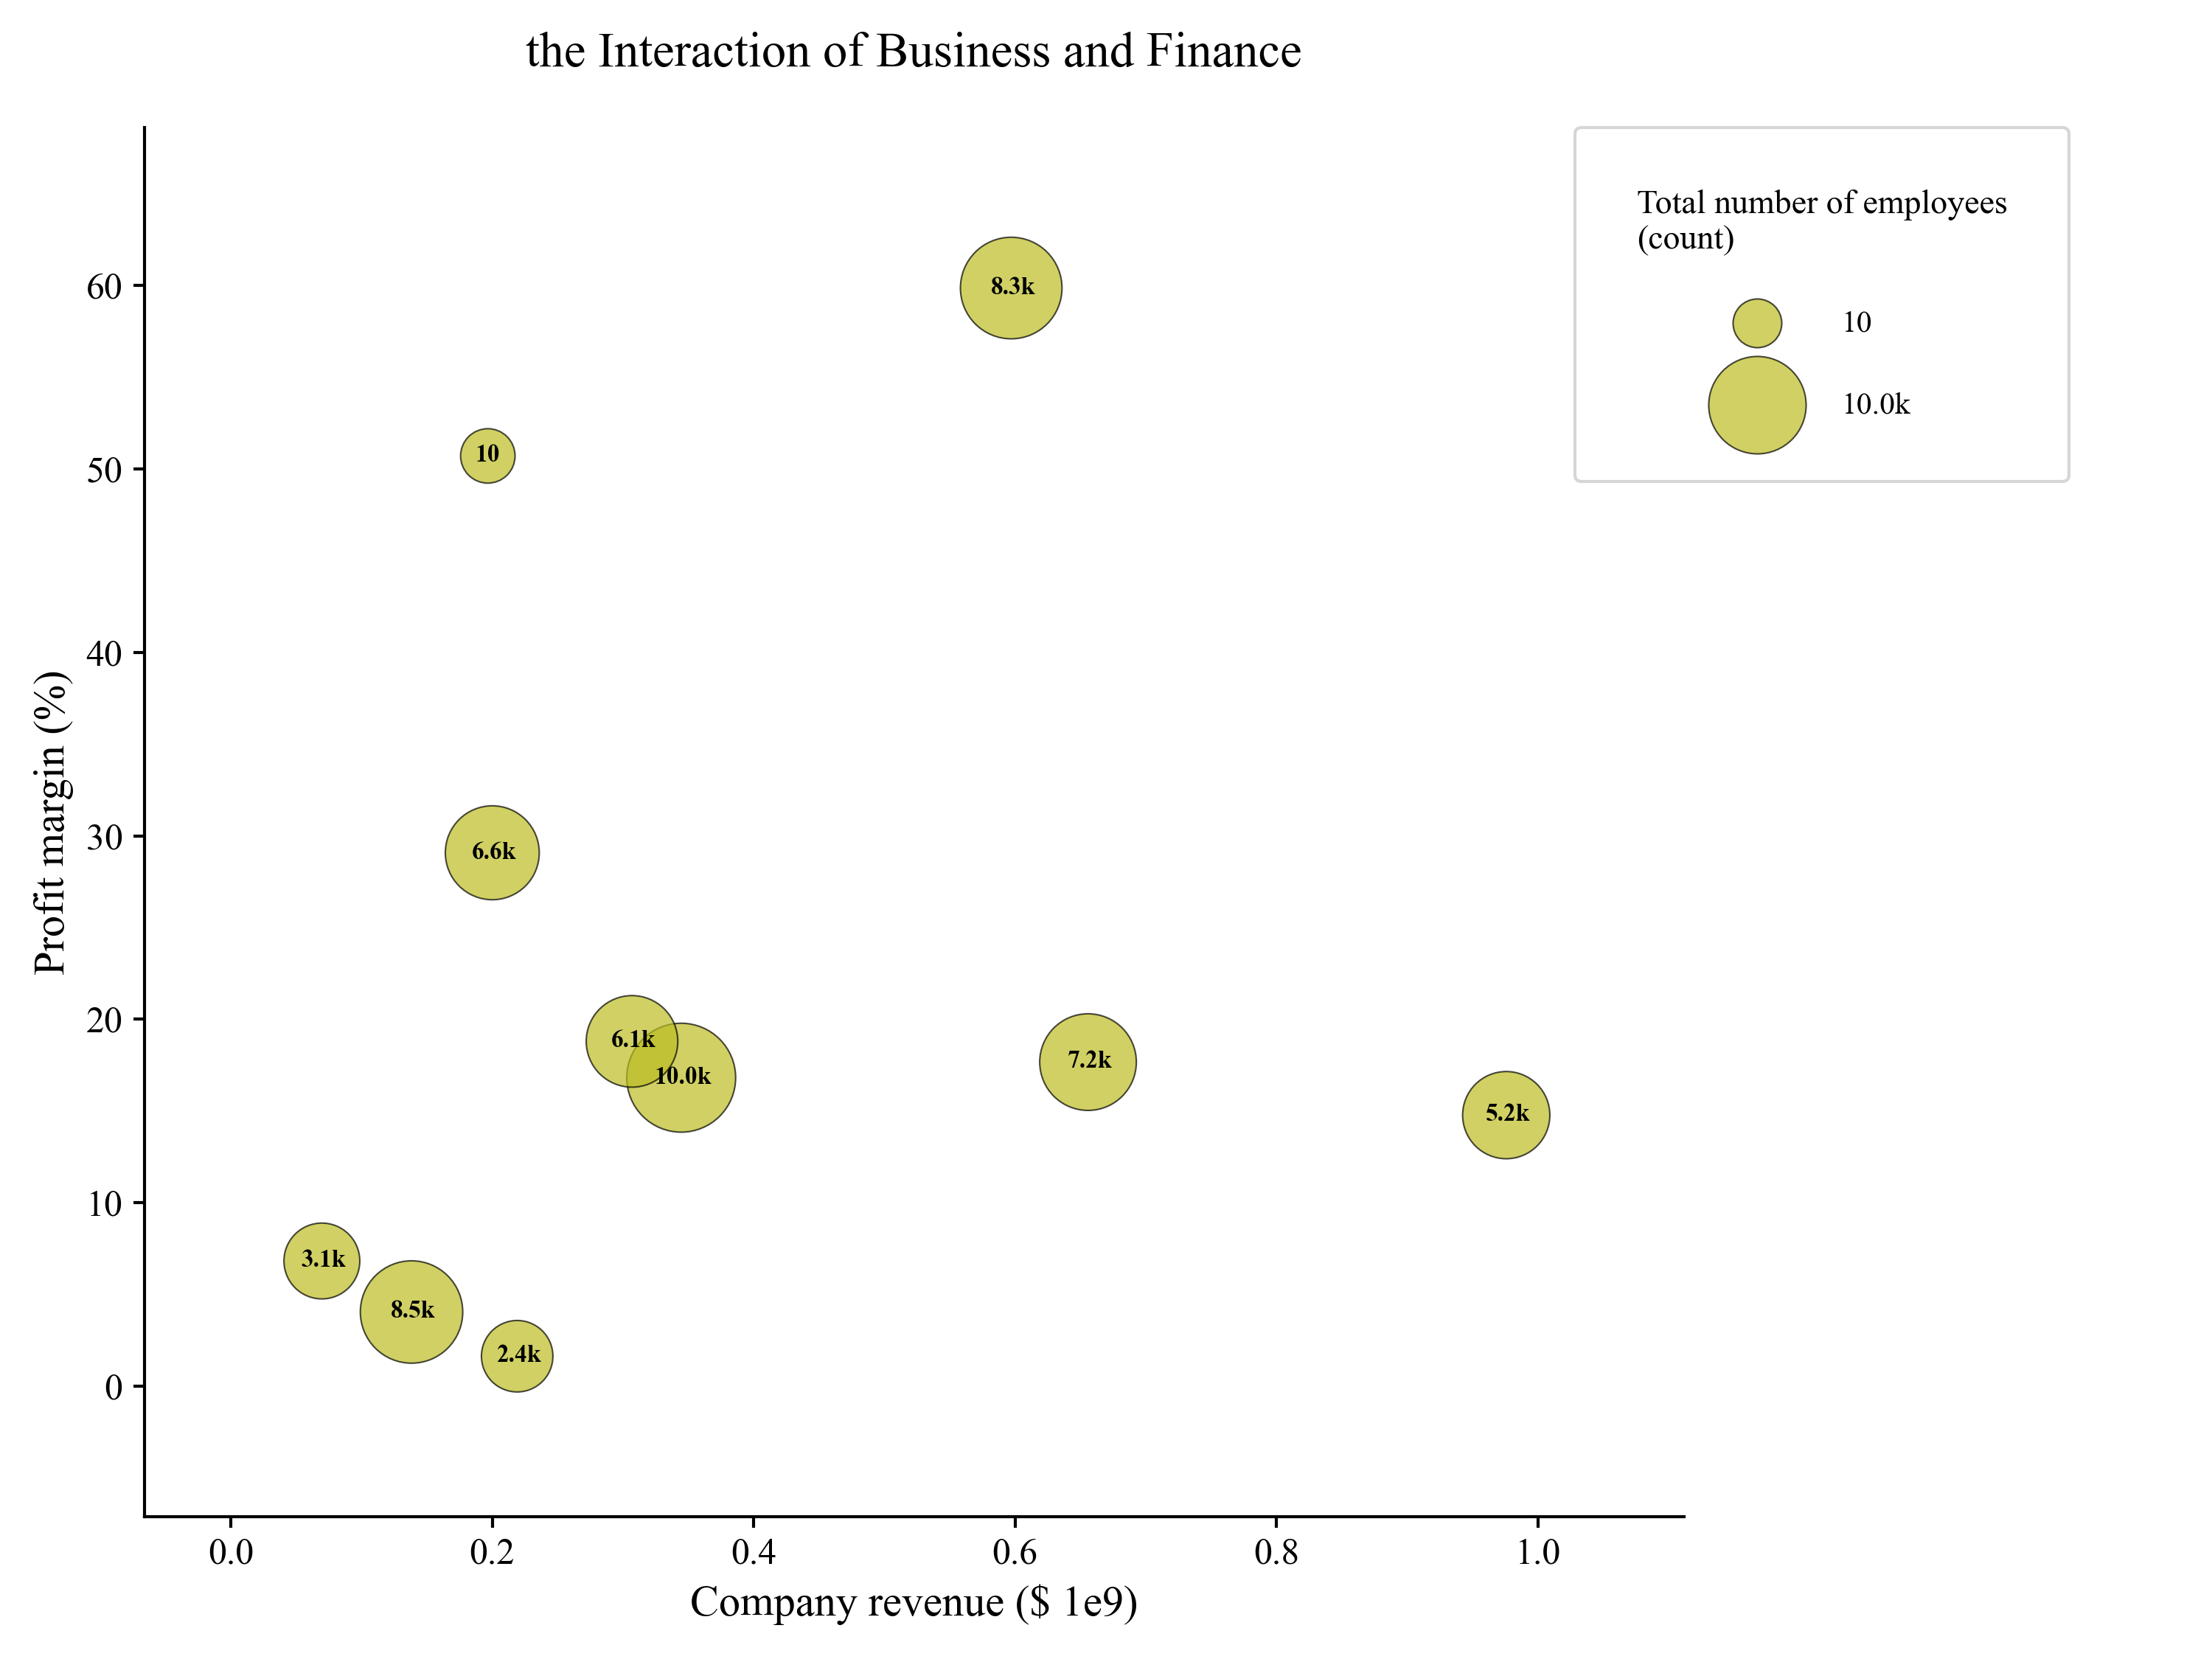 the Interaction of Business and Finance
Total number of employees
(count)
10
10.0k
Profit margin (%)
60
50
40
30
20
10
0
8.3k
10
6.6k
6.1k
10.0k
7.2k
5.2k
3.1k
8.5k
2.4k
0.0 0.2 0.4 0.6 0.8 1.0
Company revenue ($ 1e9)